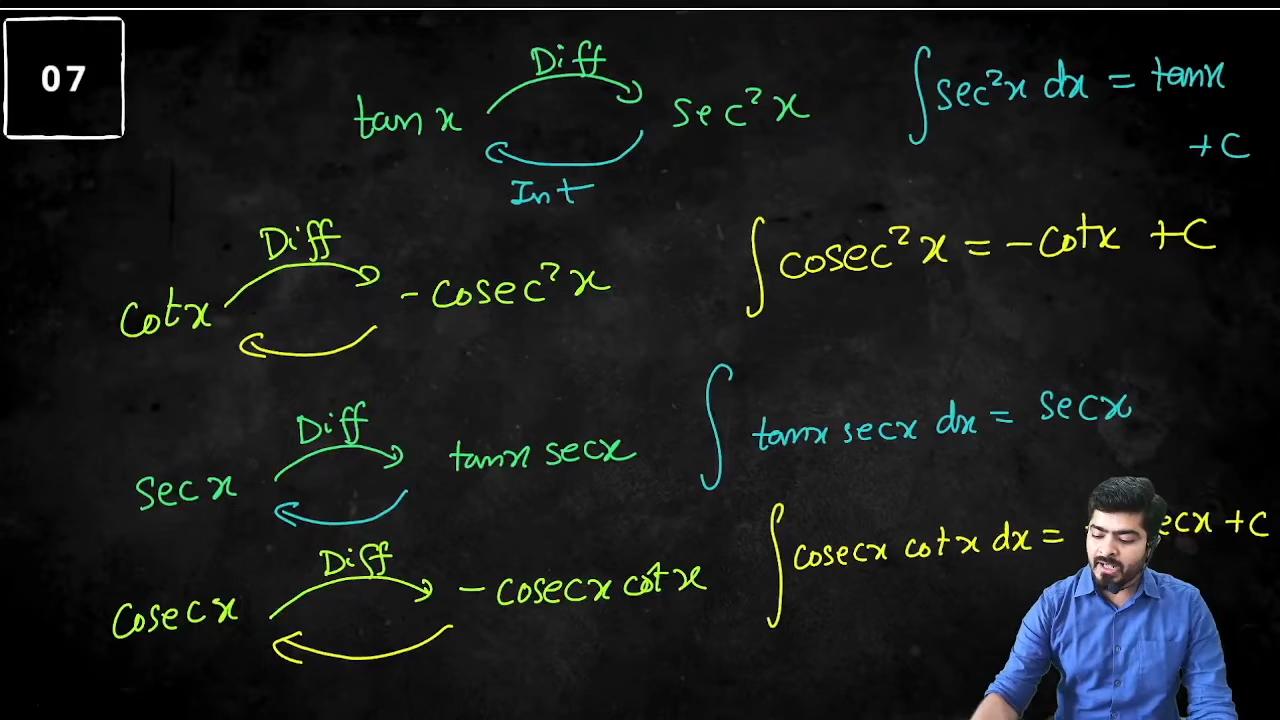 07
Diff
tan x sec²x
Int
∫ sec²x dx = tanx
+ C
Diff
cotx - cosec²x
∫ cosec²x = - cotx + C
Diff
sec x tanx secx
∫ tanx secx dx = secx
Diff
cosecx - cosecx cotx
∫ cosecx cotx dx = ecx + C